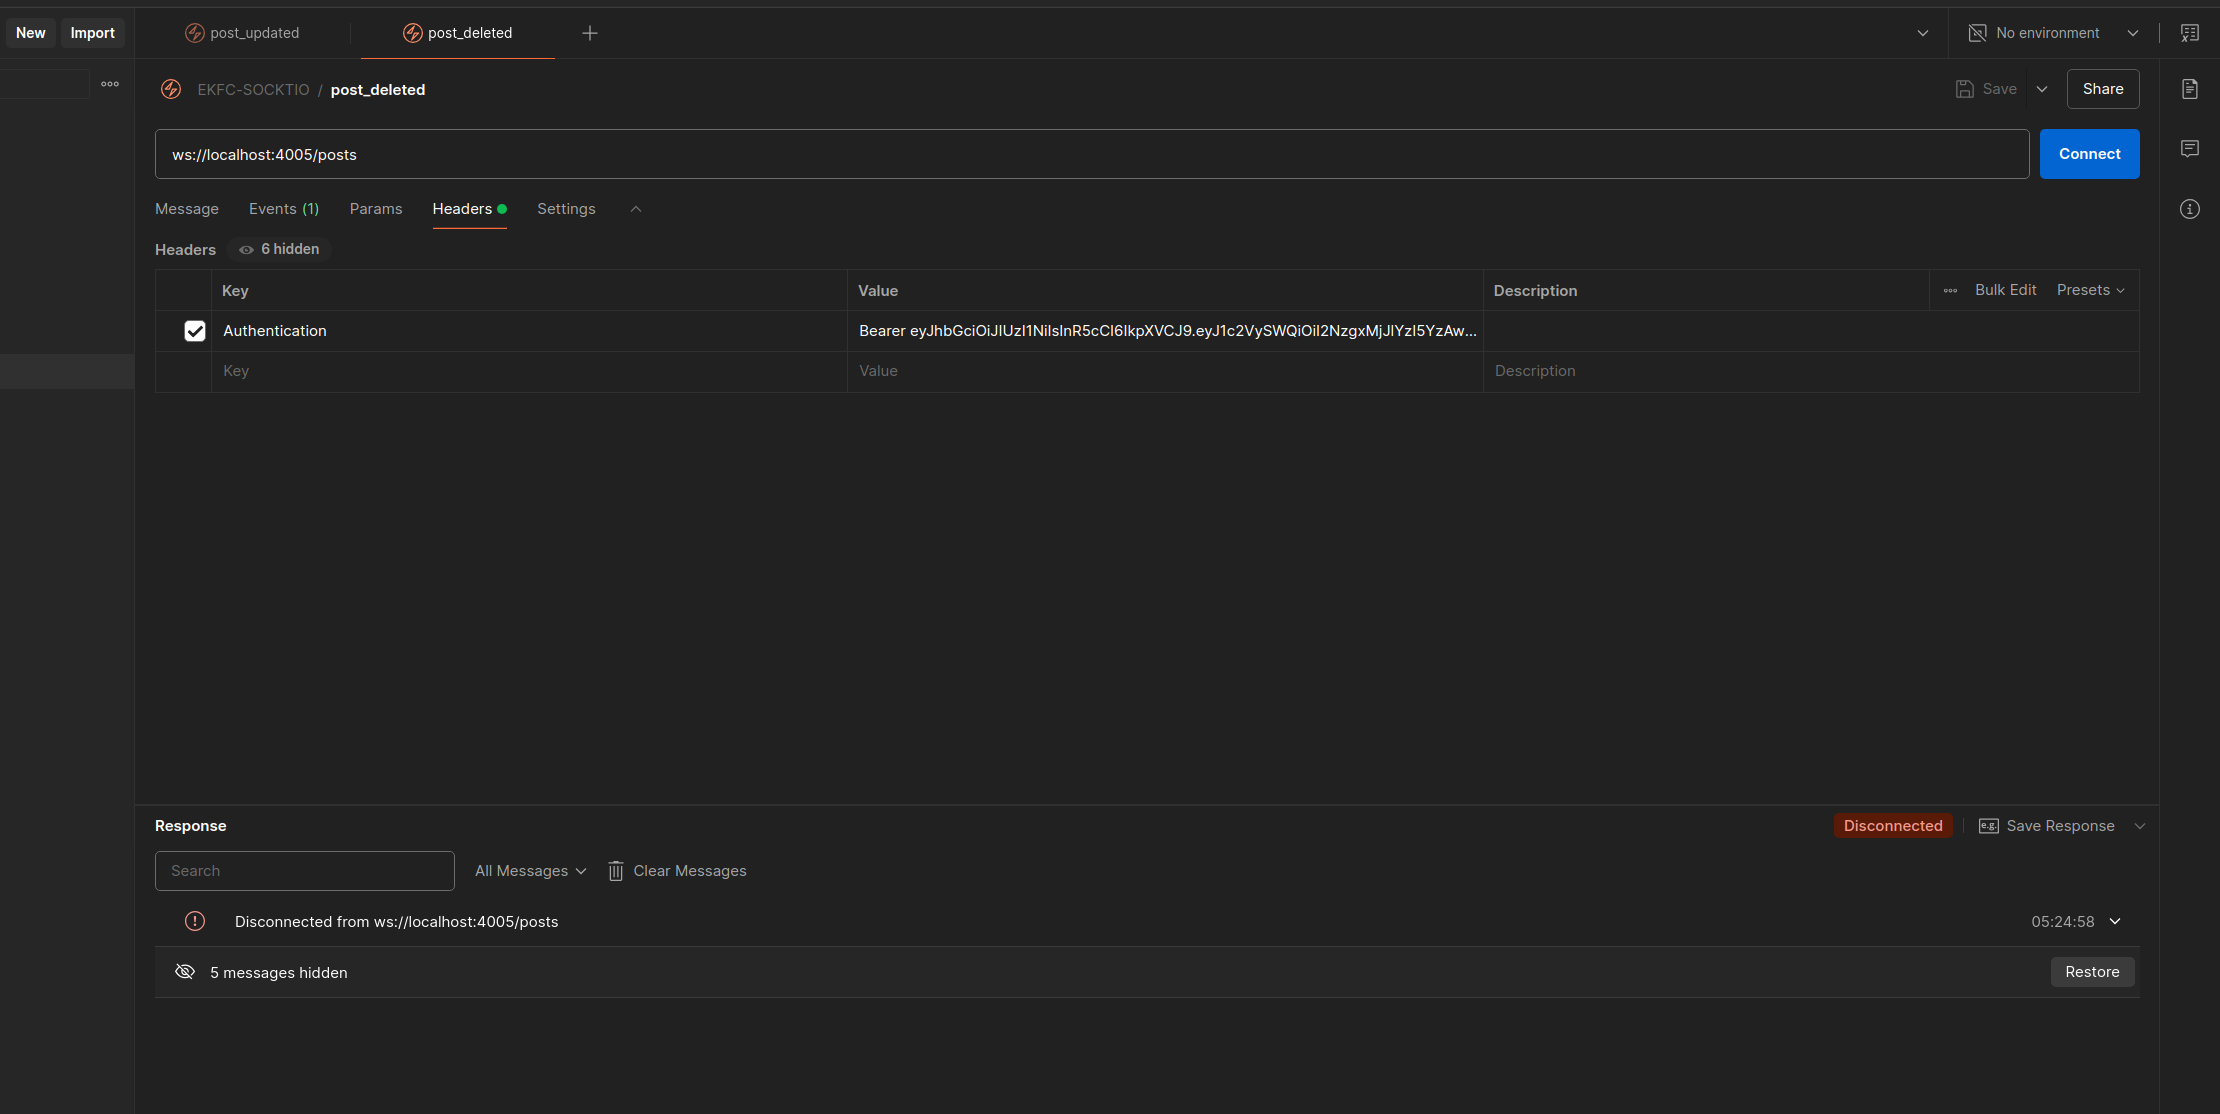 New Import
post_updated
post_deleted
No environment
EKFC-SOCKTIO / post_deleted
Save
Share
ws://localhost:4005/posts
Connect
Message Events (1) Params Headers Settings
Headers 6 hidden
Key Value Description Bulk Edit Presets
Authentication Bearer eyJhbGciOiJIUzI1NiIsInR5cCI6IkpXVCJ9.eyJ1c2VySWQiOiI2NzgxMjJlYzI5YzAw...
Key Value Description
Response
Disconnected
e.g. Save Response
Search All Messages Clear Messages
Disconnected from ws://localhost:4005/posts 05:24:58
5 messages hidden Restore